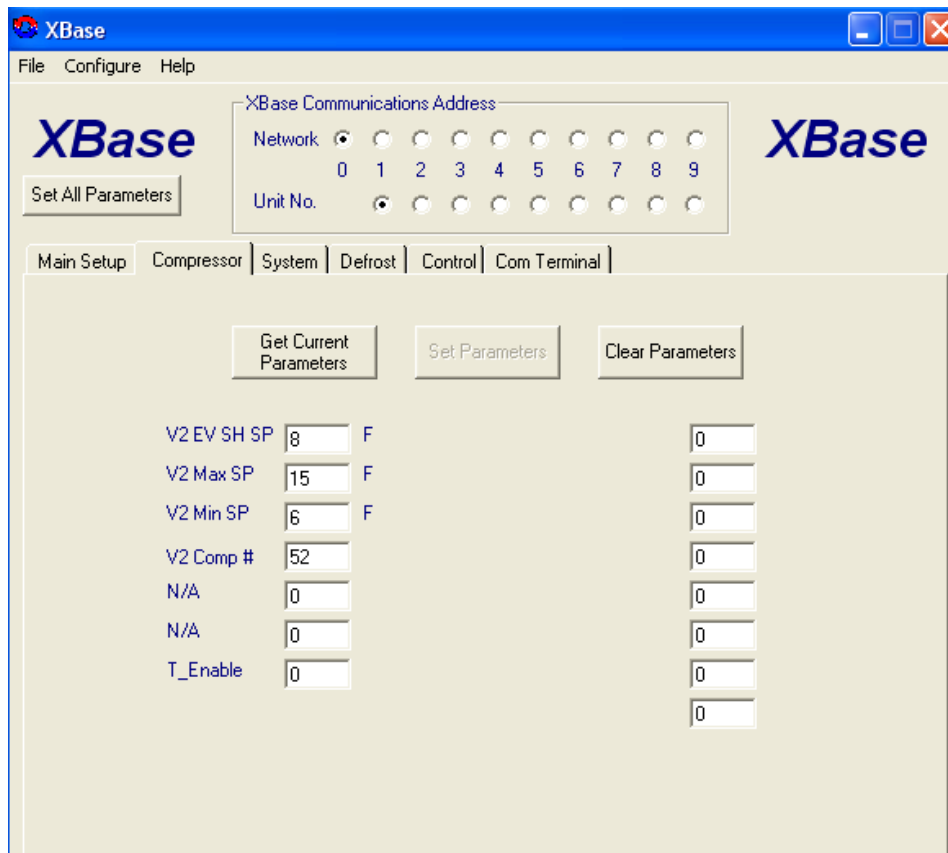 XBase
File Configure Help
XBase Communications Address
XBase
XBase
Network
0 1 2 3 4 5 6 7 8 9
Set All Parameters
Unit No.
Main Setup Compressor System Defrost Control Com Terminal
Get Current Parameters
Set Parameters
Clear Parameters
V2 EV SH SP 8 F 0
V2 Max SP 15 F 0
V2 Min SP 6 F 0
V2 Comp # 52 0
N/A 0 0
N/A 0 0
T_Enable 0 0
0